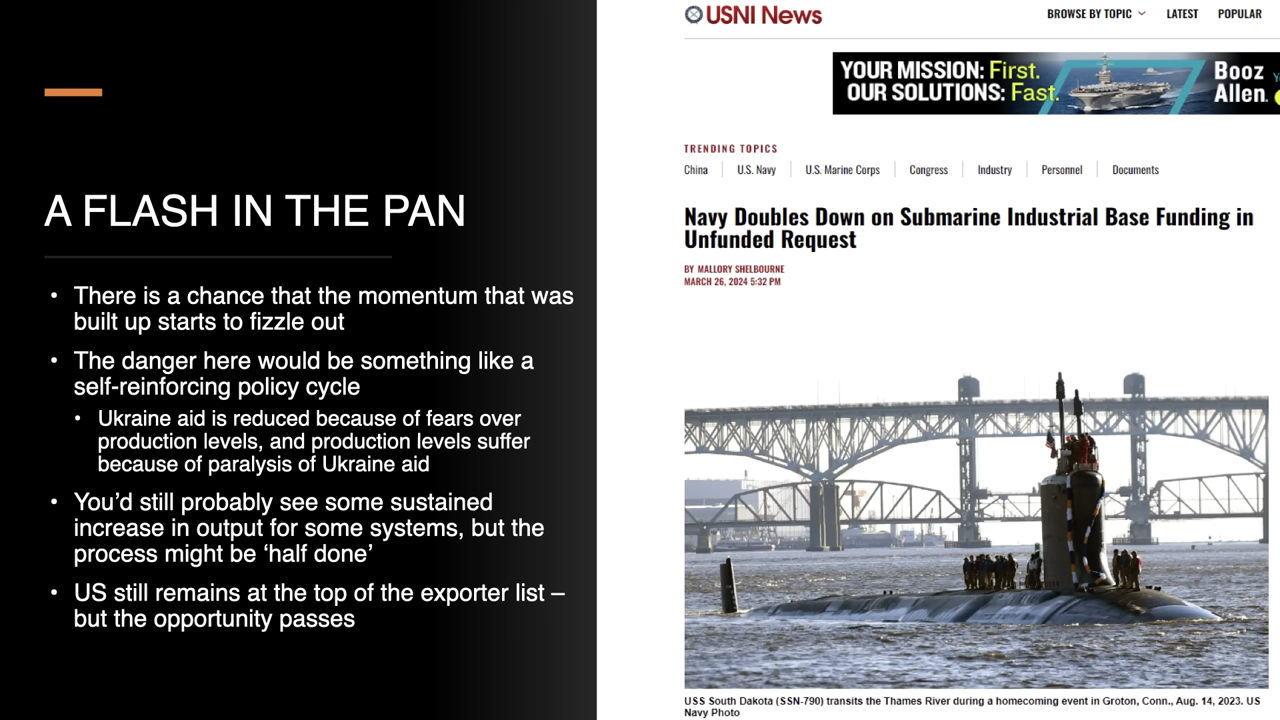 A FLASH IN THE PAN
• There is a chance that the momentum that was
built up starts to fizzle out
• The danger here would be something like a
self-reinforcing policy cycle
• Ukraine aid is reduced because of fears over
production levels, and production levels suffer
because of paralysis of Ukraine aid
• You’d still probably see some sustained
increase in output for some systems, but the
process might be ‘half done’
• US still remains at the top of the exporter list –
but the opportunity passes
USNI News
BROWSE BY TOPIC LATEST POPULAR
YOUR MISSION: First.
OUR SOLUTIONS: Fast.
Booz
Allen.
TRENDING TOPICS
China U.S. Navy U.S. Marine Corps Congress Industry Personnel Documents
Navy Doubles Down on Submarine Industrial Base Funding in
Unfunded Request
BY MALLORY SHELBOURNE
MARCH 26, 2024 5:32 PM
USS South Dakota (SSN-790) transits the Thames River during a homecoming event in Groton, Conn., Aug. 14, 2023. US
Navy Photo